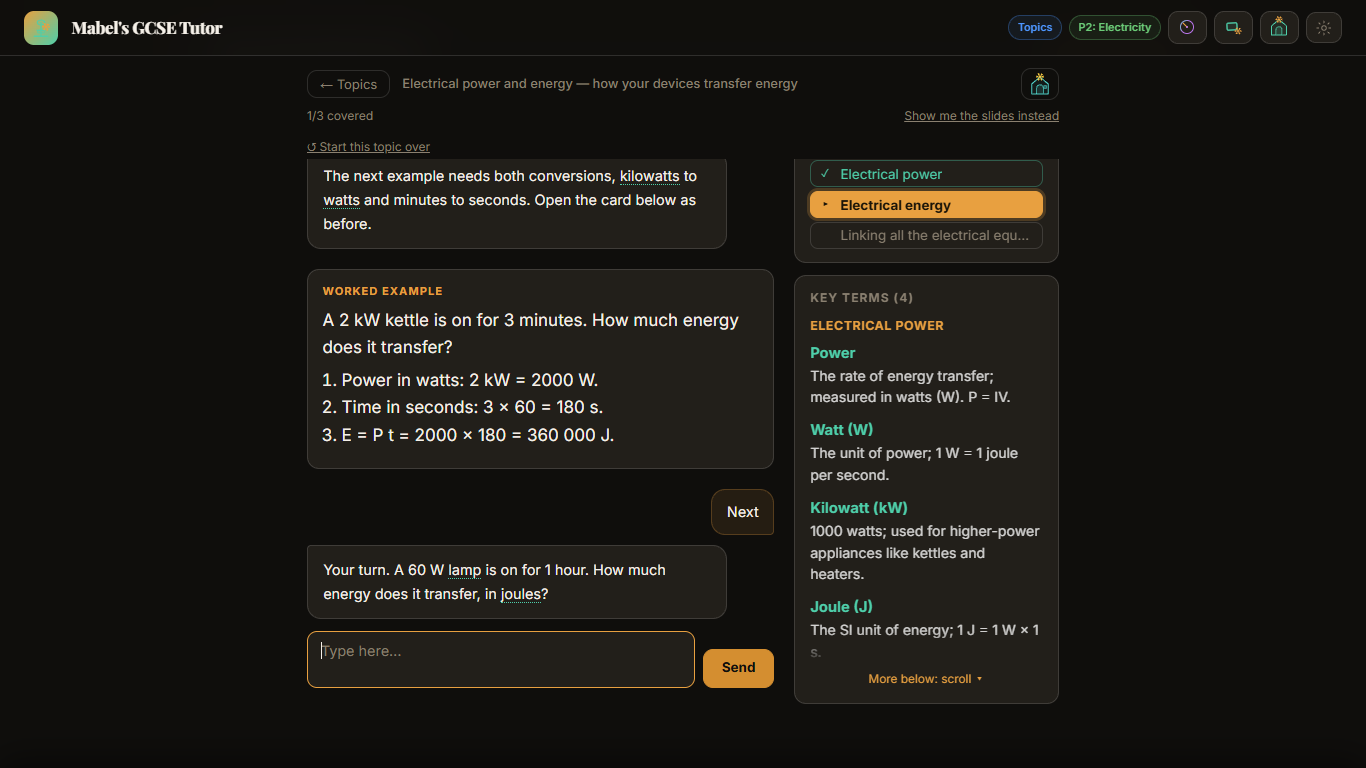 Mabel's GCSE Tutor
Topics
P2: Electricity
← Topics
Electrical power and energy — how your devices transfer energy
1/3 covered
Show me the slides instead
↺ Start this topic over
The next example needs both conversions, kilowatts to
watts and minutes to seconds. Open the card below as
before.
WORKED EXAMPLE
A 2 kW kettle is on for 3 minutes. How much energy
does it transfer?
1. Power in watts: 2 kW = 2000 W.
2. Time in seconds: 3 × 60 = 180 s.
3. E = P t = 2000 × 180 = 360 000 J.
Next
Your turn. A 60 W lamp is on for 1 hour. How much
energy does it transfer, in joules?
Type here...
Send
✓ Electrical power
‣ Electrical energy
Linking all the electrical equ...
KEY TERMS (4)
ELECTRICAL POWER
Power
The rate of energy transfer;
measured in watts (W). P = IV.
Watt (W)
The unit of power; 1 W = 1 joule
per second.
Kilowatt (kW)
1000 watts; used for higher-power
appliances like kettles and
heaters.
Joule (J)
The SI unit of energy; 1 J = 1 W × 1
s.
More below: scroll ▾